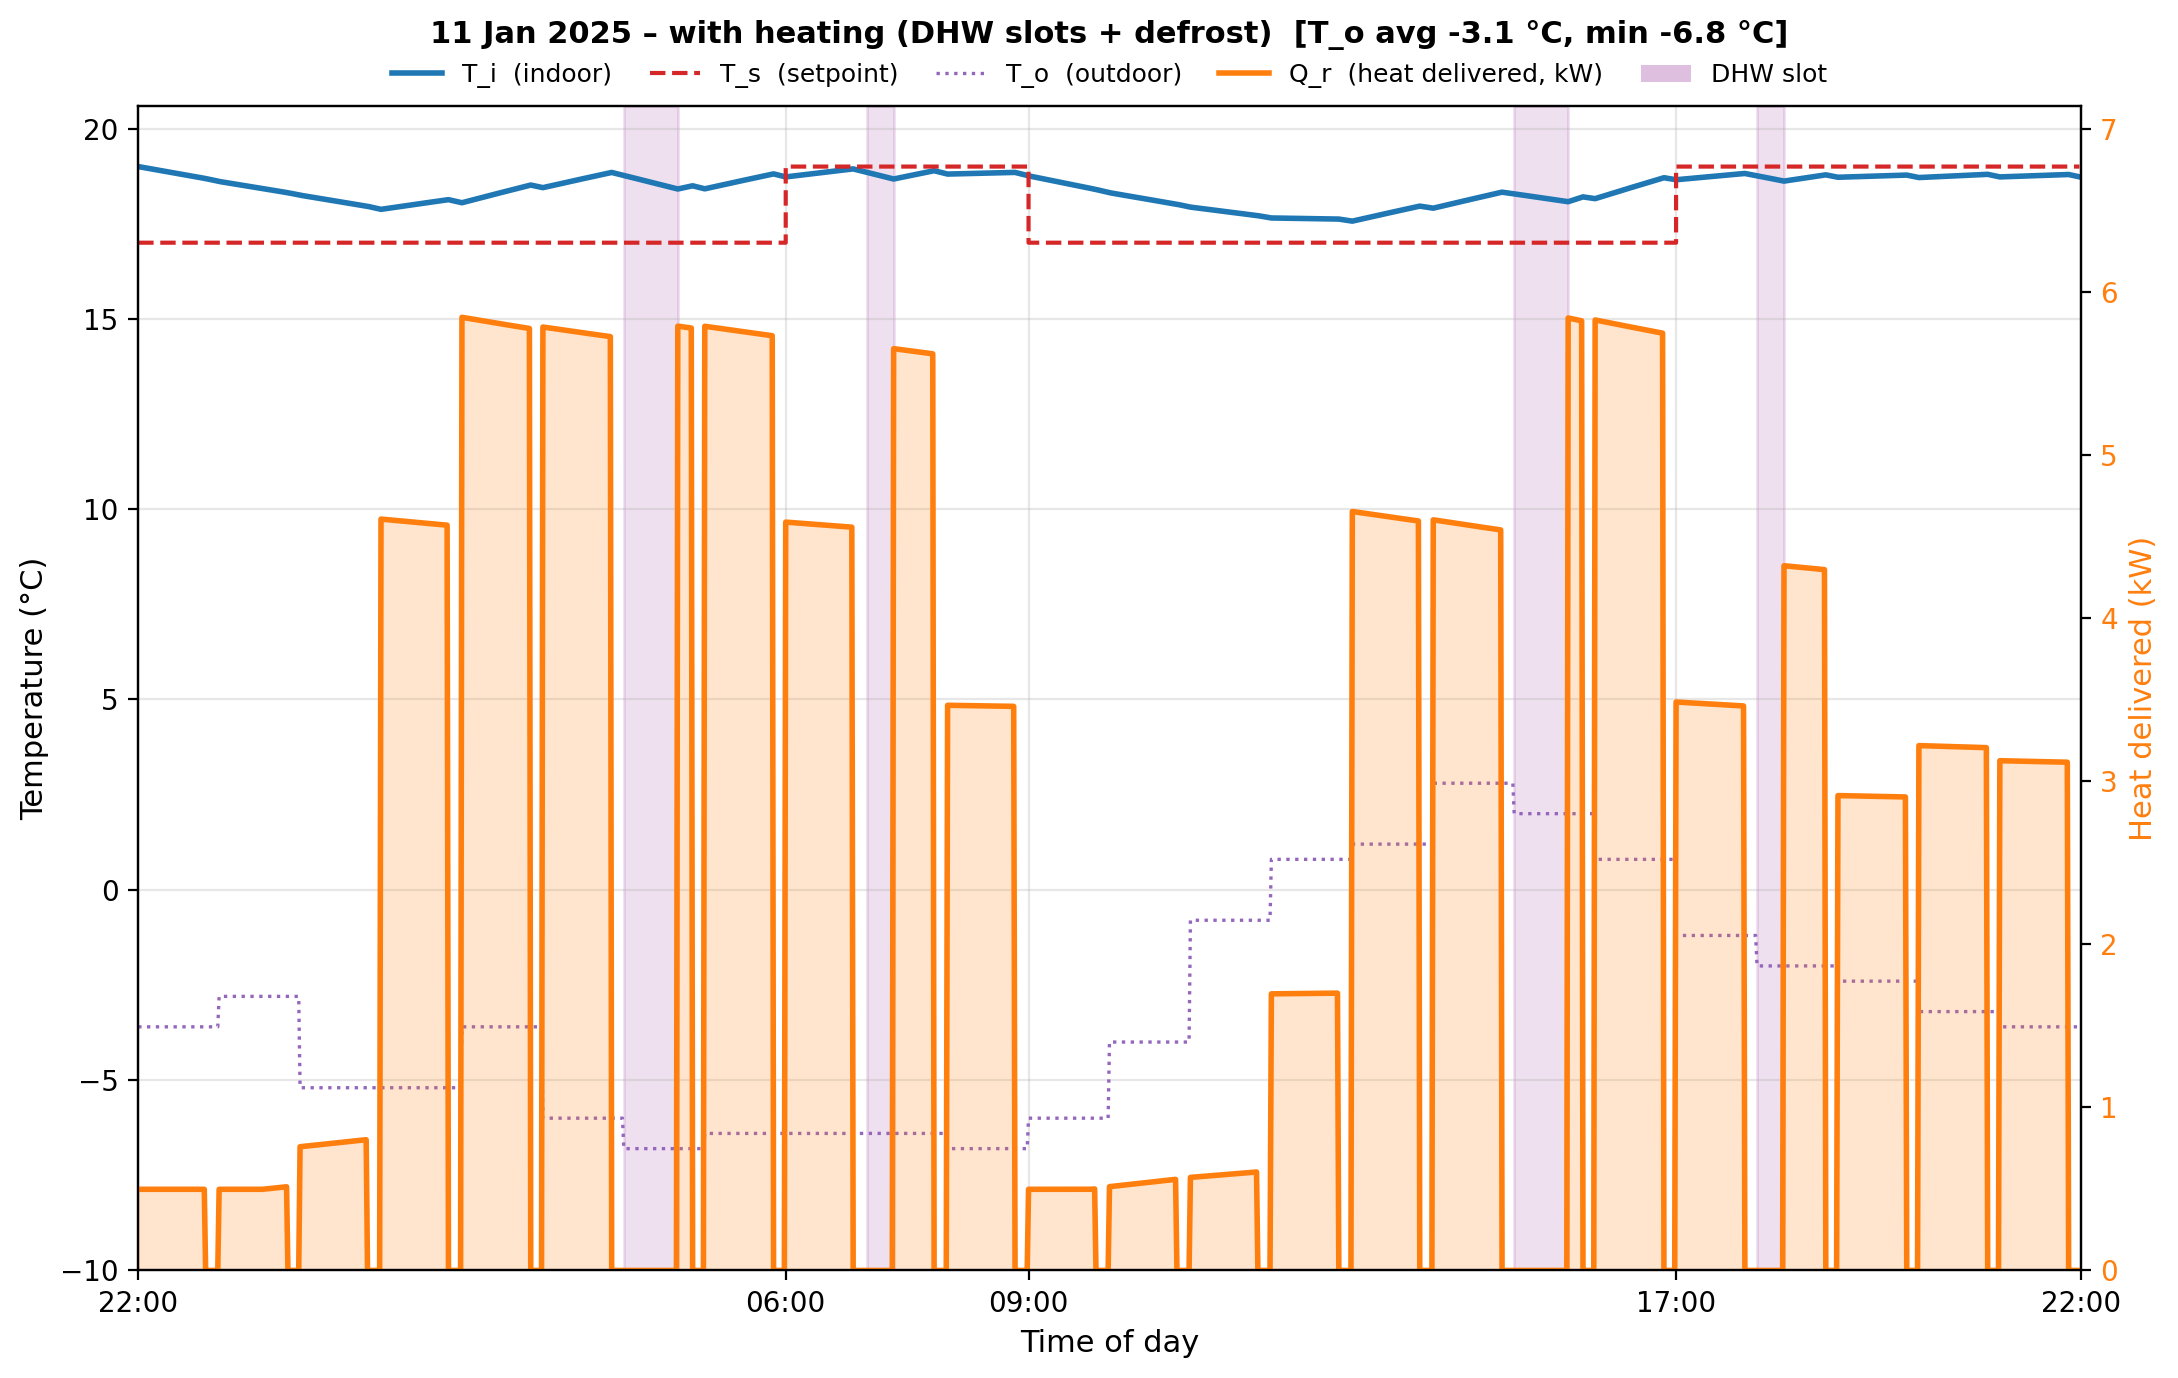 11 Jan 2025 – with heating (DHW slots + defrost)  [T_o avg -3.1 °C, min -6.8 °C]
T_i  (indoor)  T_s  (setpoint)  T_o  (outdoor)  Q_r  (heat delivered, kW)  DHW slot
20
15
10
5
0
−5
−10
Temperature (°C)
7
6
5
4
3
2
1
0
Heat delivered (kW)
22:00  06:00  09:00  17:00  22:00
Time of day